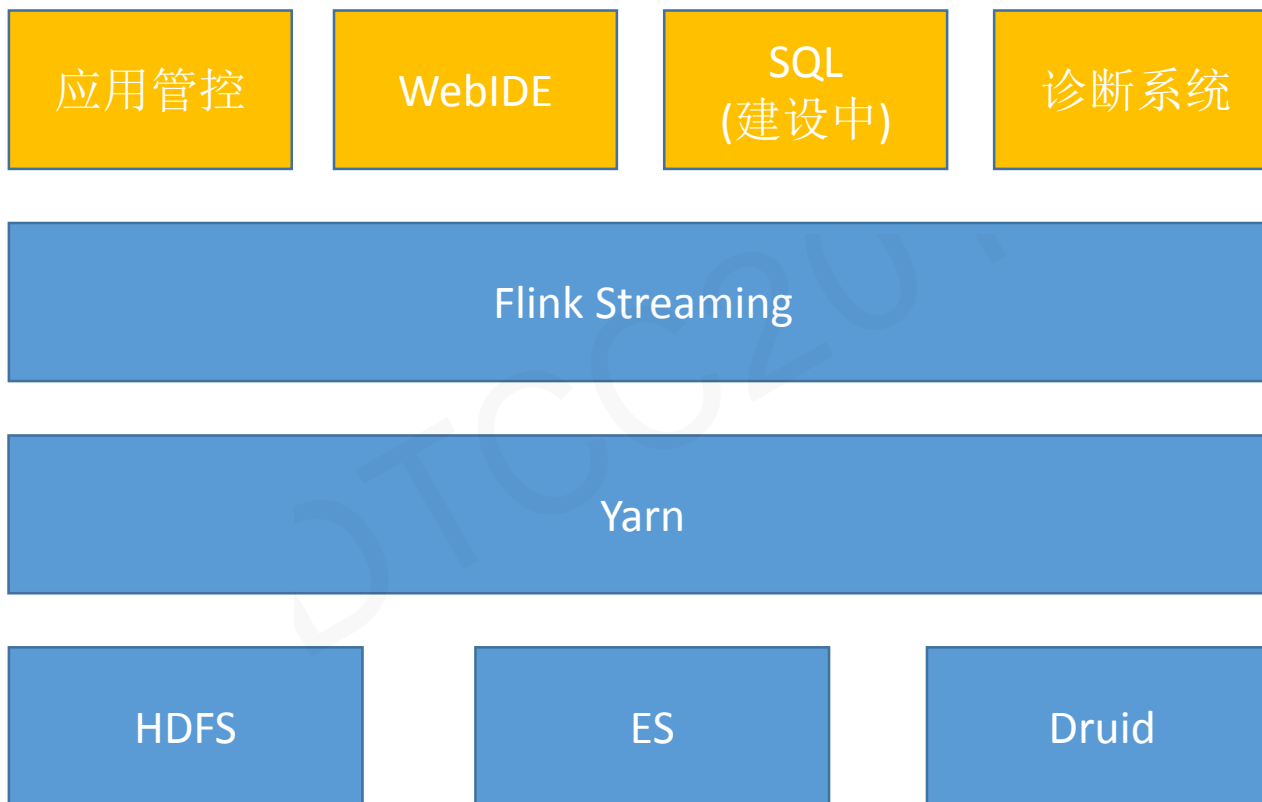 应用管控
WebIDE
SQL
(建设中)
诊断系统
Flink Streaming
Yarn
HDFS
ES
Druid